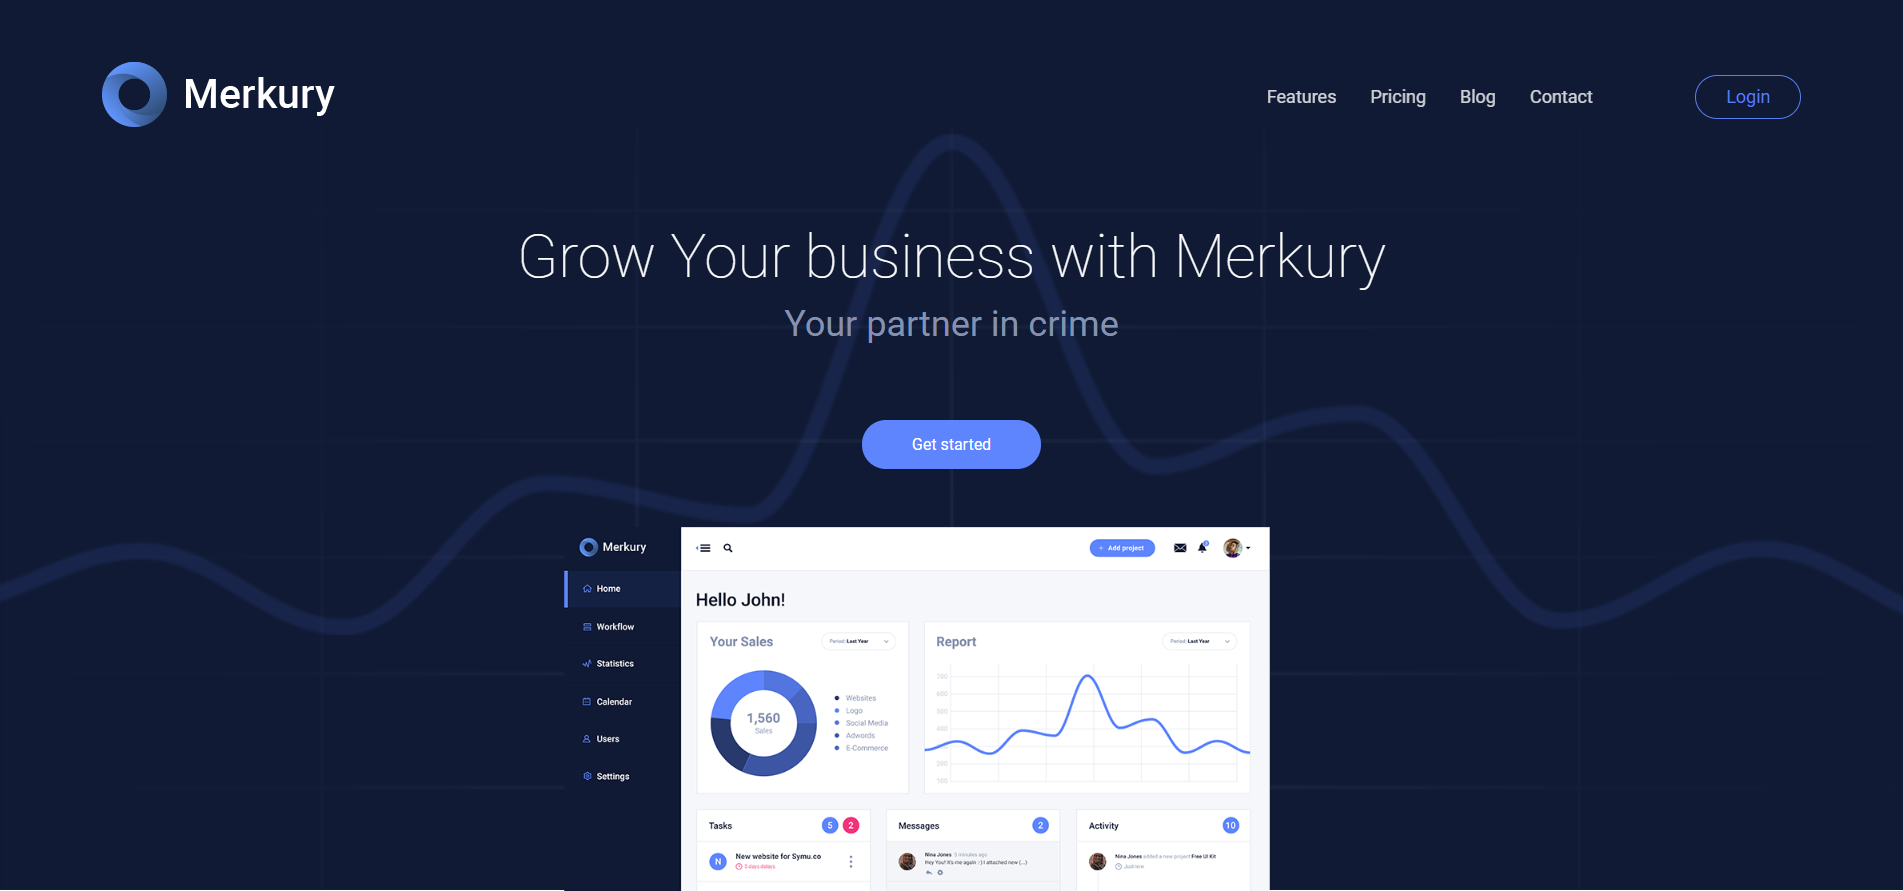 Merkury
Features Pricing Blog Contact Login
Grow Your business with Merkury
Your partner in crime
Get started
Merkury
Add project
Home
Workflow
Statistics
Calendar
Users
Settings
Hello John!
Your Sales Period: Last Year
1,560
Sales
Websites
Logo
Social Media
Adwords
E-Commerce
Report Period: Last Year
700
600
500
400
200
100
Tasks 5 2
N New website for Symu.co
5 days delays
Messages 2
Nina Jones 5 minutes ago
Hey You! It's me again :-) I attached new (...)
Activity 10
Nina Jones added a new project Free UI Kit
Just now